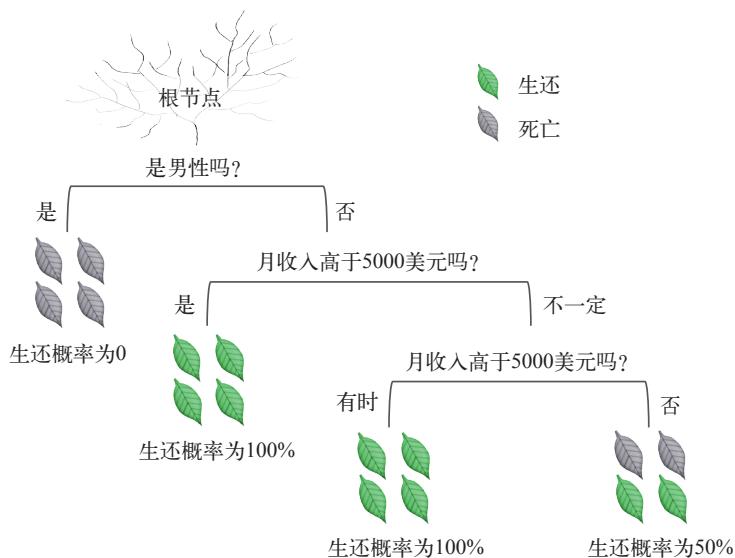 根节点
生还
死亡
是男性吗?
是
否
月收入高于5000美元吗?
生还概率为0
是
不一定
月收入高于5000美元吗?
生还概率为100%
有时
否
生还概率为100%
生还概率为50%